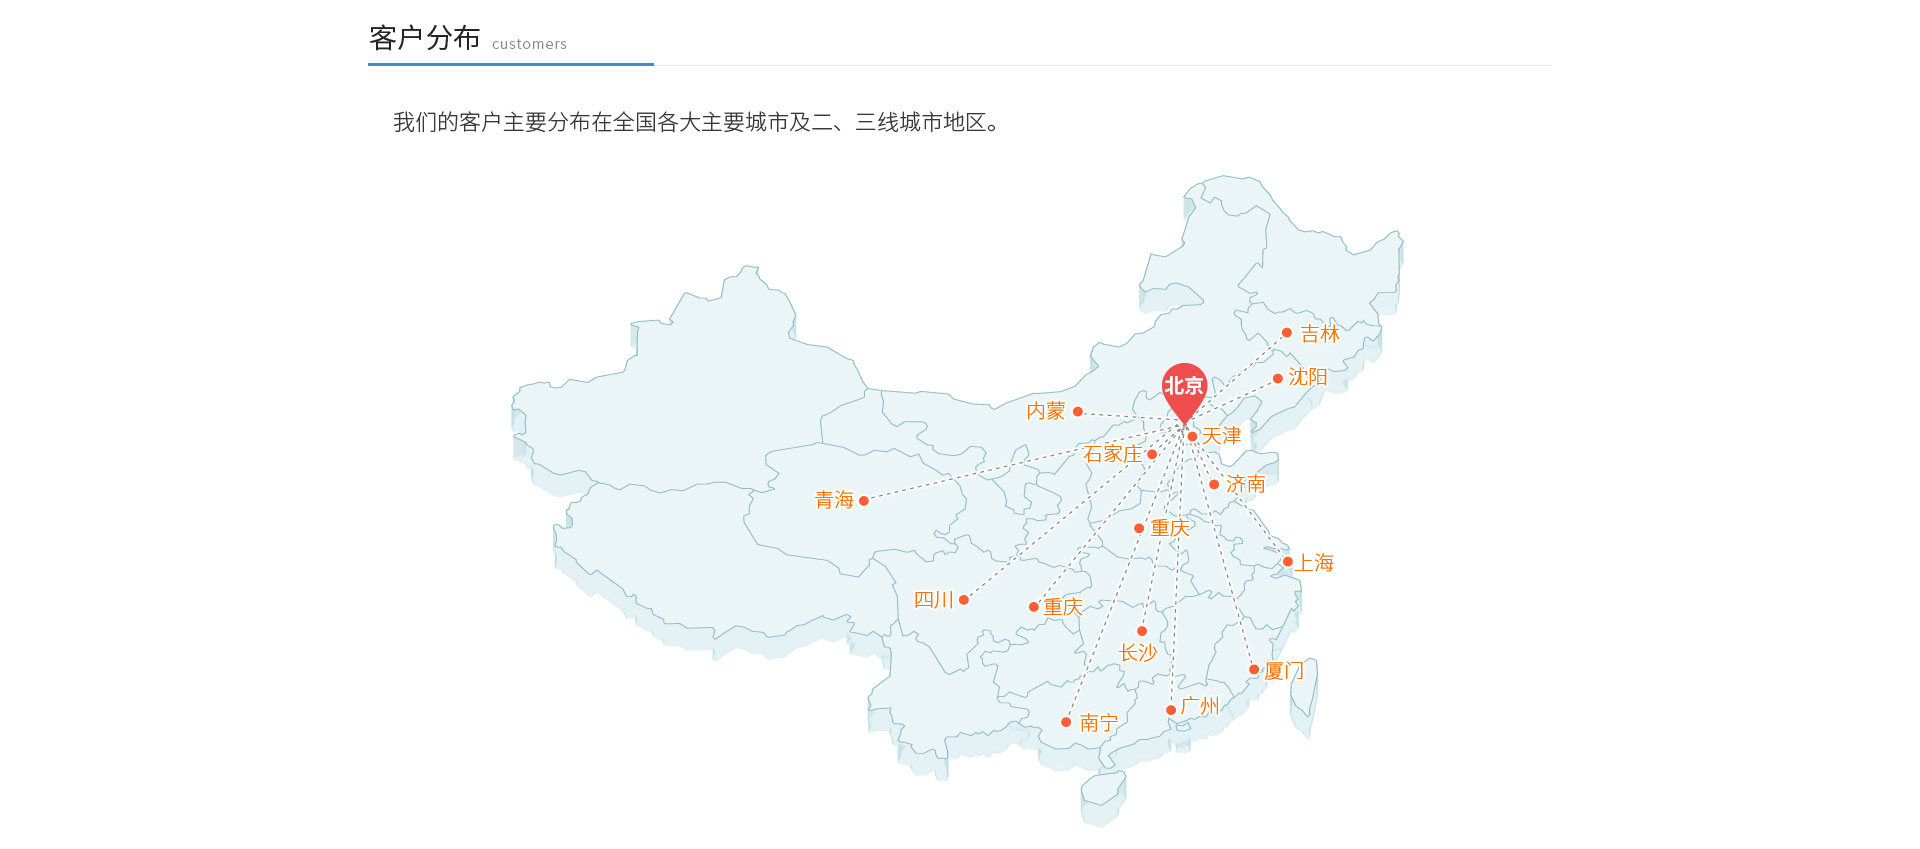 客户分布 customers
我们的客户主要分布在全国各大主要城市及二、三线城市地区。
吉林
沈阳
北京
内蒙
天津
石家庄
济南
青海
重庆
上海
四川
重庆
长沙
厦门
广州
南宁